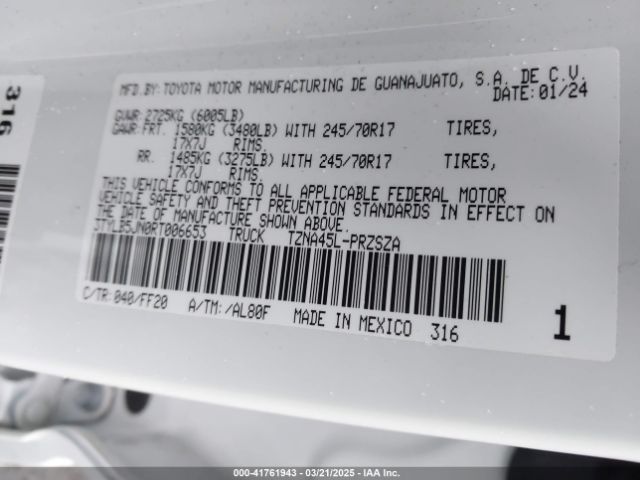 316
MFD.BY:TOYOTA MOTOR MANUFACTURING DE GUANAJUATO, S.A. DE C.V.
DATE:01/24
GVWR:2725KG (6005LB)
GAWR:FRT. 1580KG (3480LB) WITH 245/70R17 TIRES,
17X7J RIMS.
RR. 1485KG (3275LB) WITH 245/70R17 TIRES,
17X7J RIMS.
THIS VEHICLE CONFORMS TO ALL APPLICABLE FEDERAL MOTOR
VEHICLE SAFETY AND THEFT PREVENTION STANDARDS IN EFFECT ON
THE DATE OF MANUFACTURE SHOWN ABOVE.
3TYLB5JN0RT006653 TRUCK TZNA45L-PRZSZA
C/TR:040/FF20 A/TM:/AL80F MADE IN MEXICO 316
1
000-41761943 - 03/21/2025 - IAA Inc.